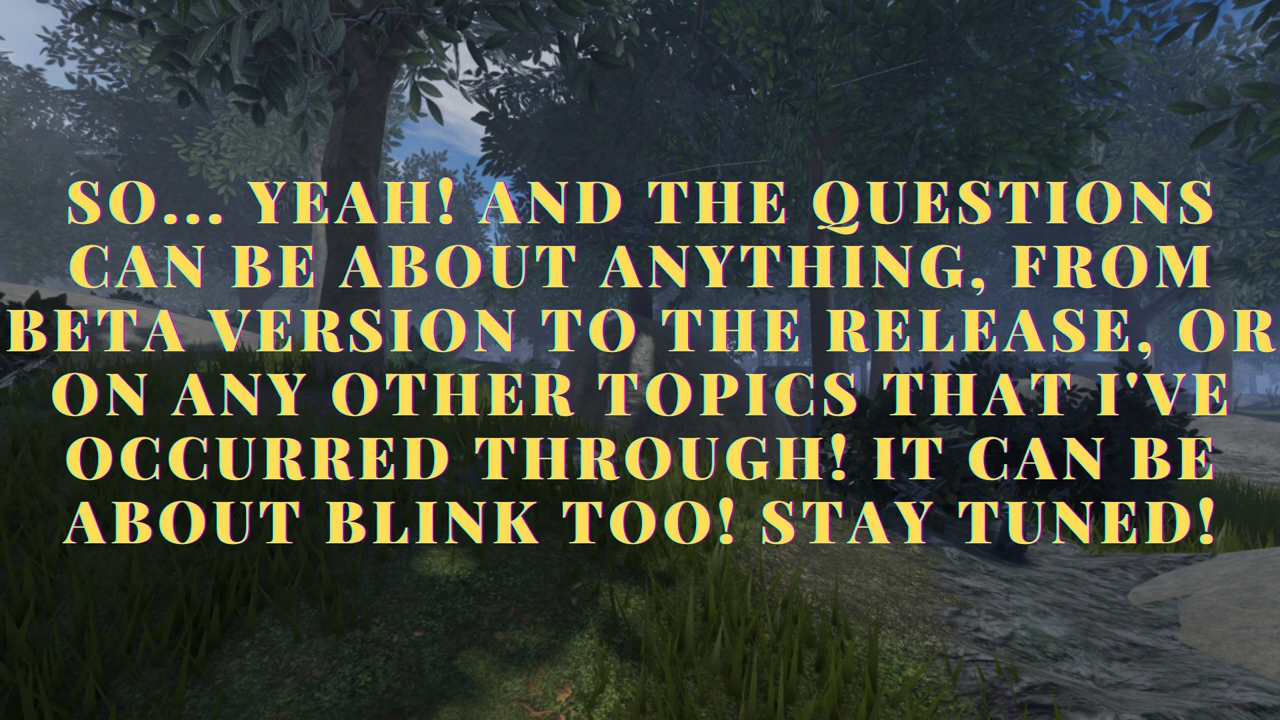 SO... YEAH! AND THE QUESTIONS
CAN BE ABOUT ANYTHING, FROM
BETA VERSION TO THE RELEASE, OR
ON ANY OTHER TOPICS THAT I'VE
OCCURRED THROUGH! IT CAN BE
ABOUT BLINK TOO! STAY TUNED!